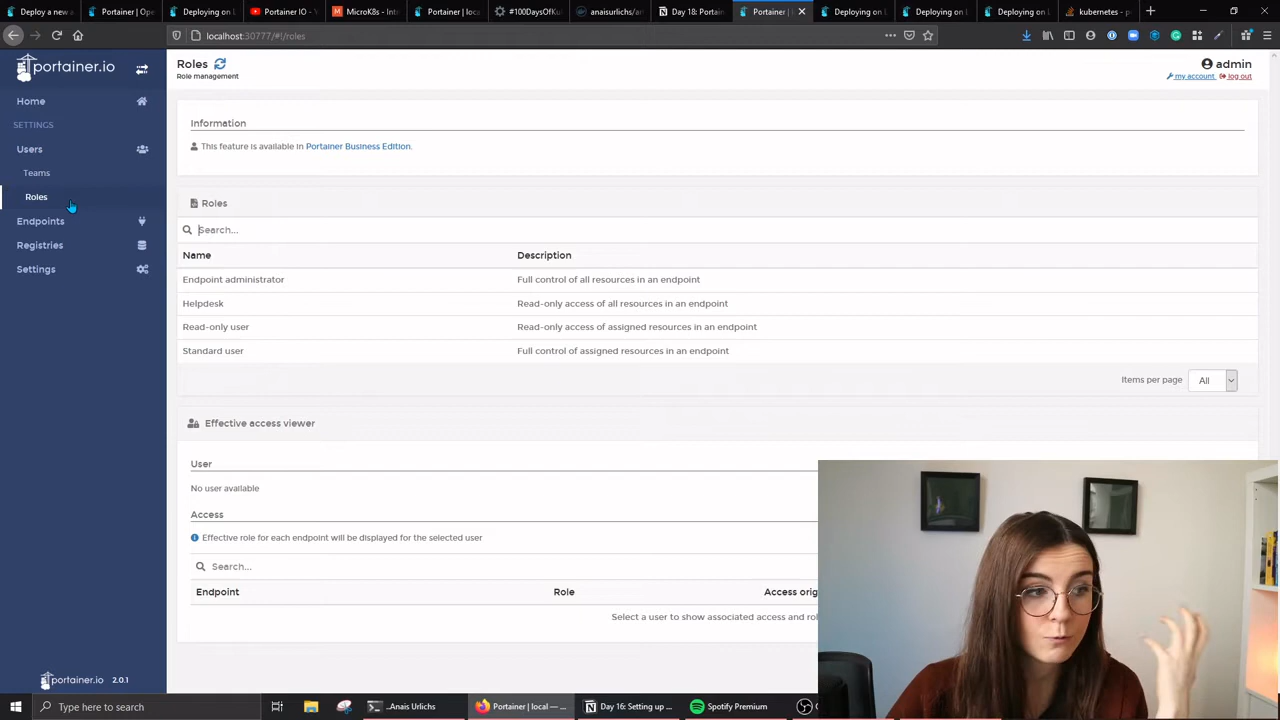 Deploy a new a
Portainer | Ope
Portainer | Set
Portainer IO - V
MicroK8s - Intr
Portainer | loca
#100DaysOfKu
anaisurlichs/ar
Day 18: Portain
Portainer | l
Deploying on L
Deploying on L
Deploying on L
kubernetes – p
localhost:30777/#!/roles
portainer.io
Home
SETTINGS
Users
Teams
Roles
Endpoints
Registries
Settings
Roles
Role management
admin
my account
log out
Information
This feature is available in Portainer Business Edition.
Roles
Search...
Name Description
Endpoint administrator Full control of all resources in an endpoint
Helpdesk Read-only access of all resources in an endpoint
Read-only user Read-only access of assigned resources in an endpoint
Standard user Full control of assigned resources in an endpoint
Items per page All
Effective access viewer
User
No user available
Access
Effective role for each endpoint will be displayed for the selected user
Search...
Endpoint Role Access orig
Select a user to show associated access and rol
portainer.io 2.0.1
Type here to search
..Anais Urlichs
Portainer | local — ...
Day 16: Setting up ...
Spotify Premium